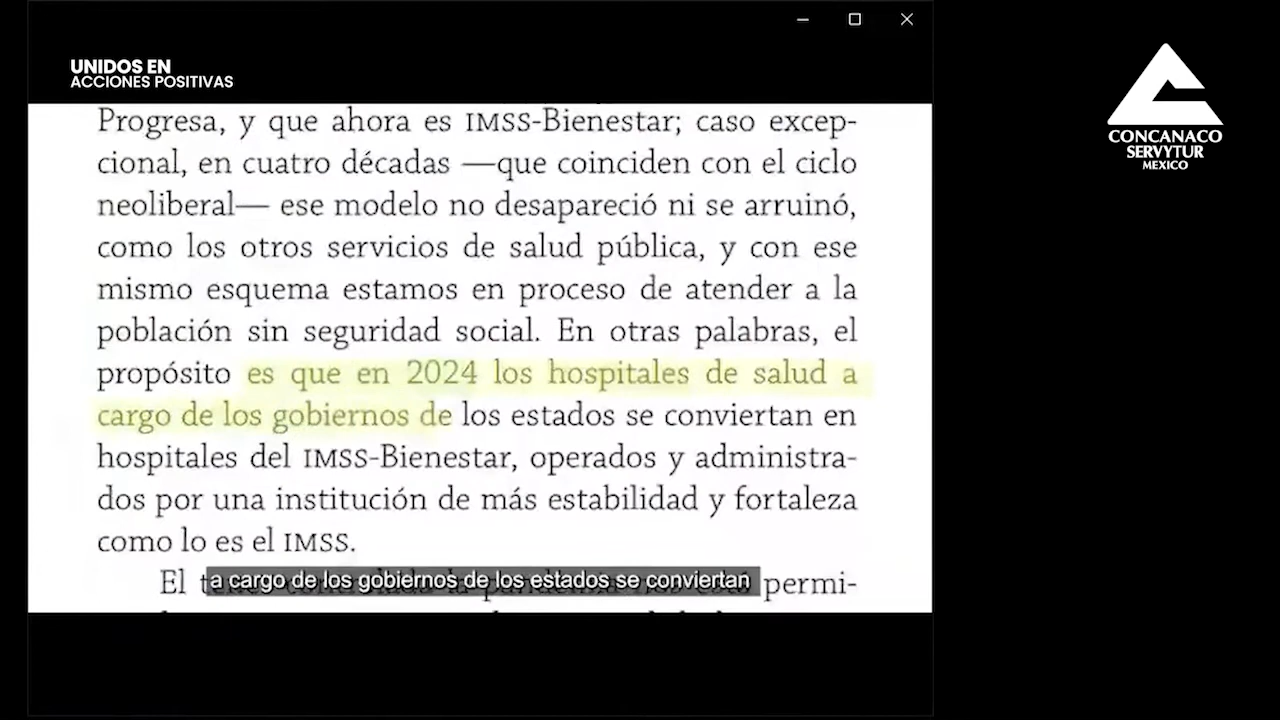 UNIDOS EN
ACCIONES POSITIVAS
CONCANACO
SERVYTUR
MEXICO
Progresa, y que ahora es IMSS-Bienestar; caso excep-
cional, en cuatro décadas —que coinciden con el ciclo
neoliberal— ese modelo no desapareció ni se arruinó,
como los otros servicios de salud pública, y con ese
mismo esquema estamos en proceso de atender a la
población sin seguridad social. En otras palabras, el
propósito es que en 2024 los hospitales de salud a
cargo de los gobiernos de los estados se conviertan en
hospitales del IMSS-Bienestar, operados y administra-
dos por una institución de más estabilidad y fortaleza
como lo es el IMSS.
El permi-
a cargo de los gobiernos de los estados se conviertan